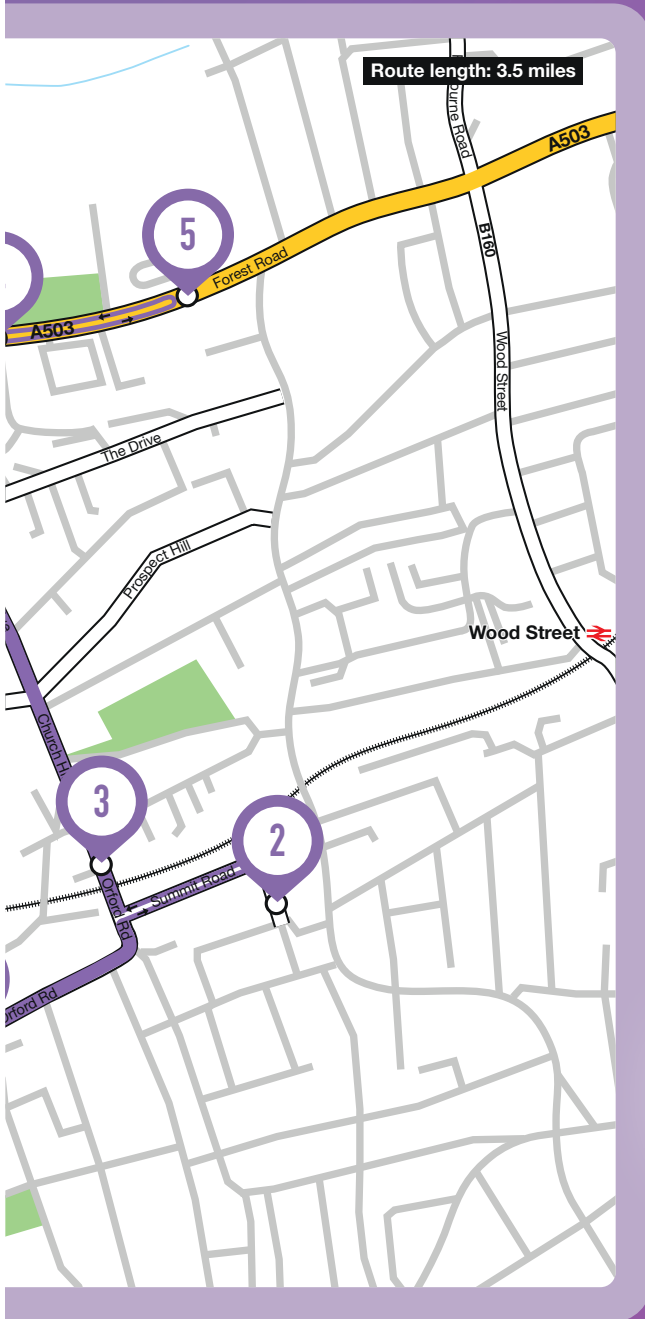 Route length: 3.5 miles
A503
B160
5
Forest Road
A503
Wood Street
The Drive
Prospect Hill
Wood Street
3
2
Summit Road
Orford Rd